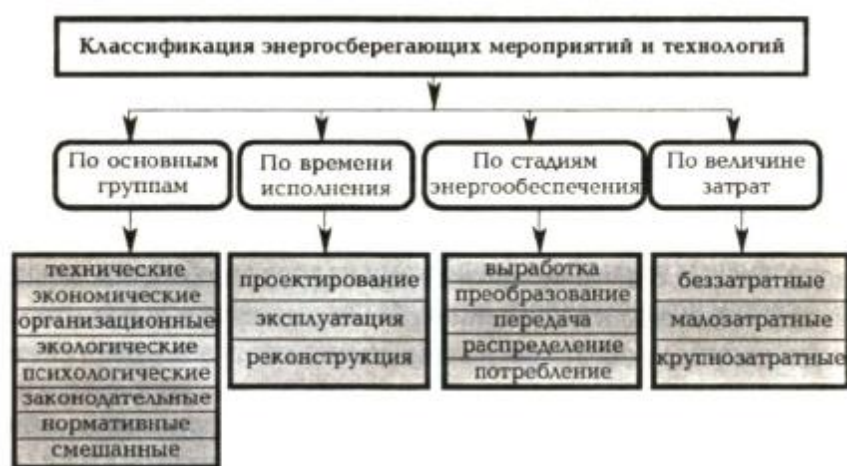 Классификация энергосберегающих мероприятий и технологий
По основным
группам
технические
экономические
организационные
экологические
психологические
законодательные
нормативные
смешанные
По времени
исполнения
проектирование
эксплуатация
реконструкция
По стадиям
энергообеспечения
выработка
преобразование
передача
распределение
потребление
По величине
затрат
беззатратные
малозатратные
крупнозатратные